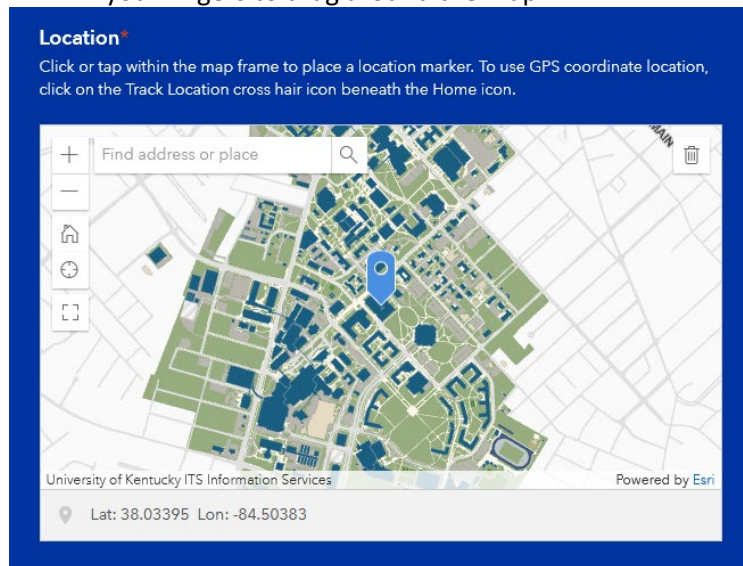 Location*
Click or tap within the map frame to place a location marker. To use GPS coordinate location,
click on the Track Location cross hair icon beneath the Home icon.
Find address or place
MAIN
University of Kentucky ITS Information Services
Powered by Esri
Lat: 38.03395 Lon: -84.50383